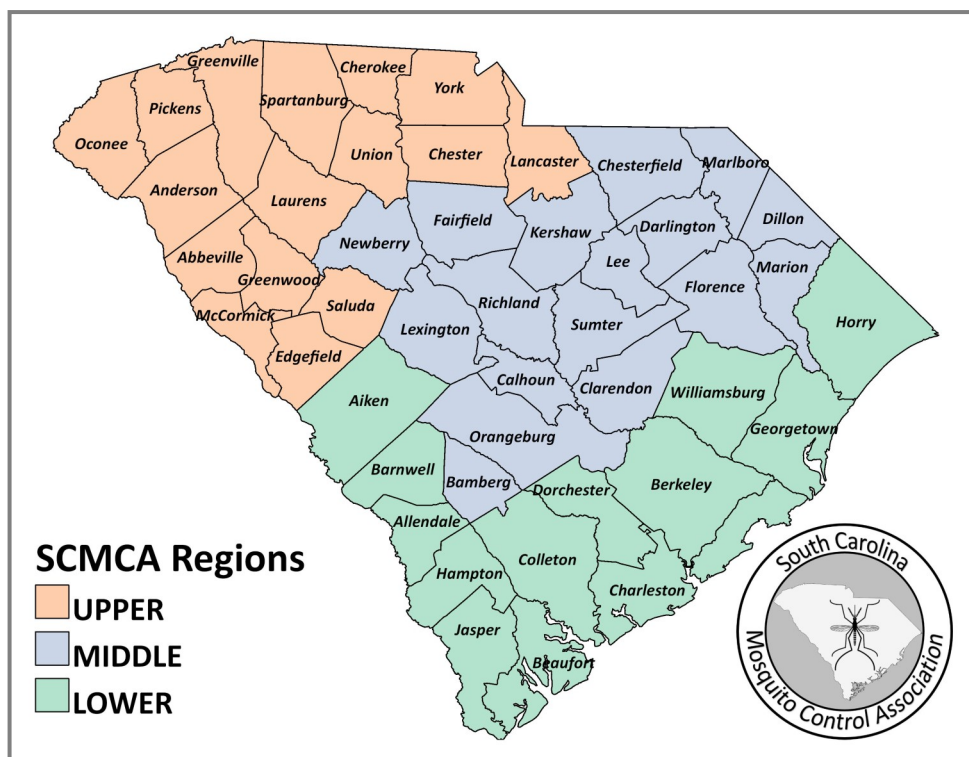 Greenville
Cherokee
York
Pickens
Spartanburg
Oconee
Union
Chester
Lancaster
Chesterfield
Marlboro
Anderson
Laurens
Fairfield
Dillon
Newberry
Kershaw
Darlington
Abbeville
Lee
Marion
Greenwood
Florence
Saluda
Richland
McCormick
Lexington
Sumter
Horry
Edgefield
Calhoun
Clarendon
Williamsburg
Aiken
Georgetown
Orangeburg
Barnwell
Bamberg
Berkeley
Dorchester
Allendale
Colleton
Hampton
Charleston
Jasper
Beaufort
SCMCA Regions
UPPER
MIDDLE
LOWER
South Carolina
Mosquito Control Association